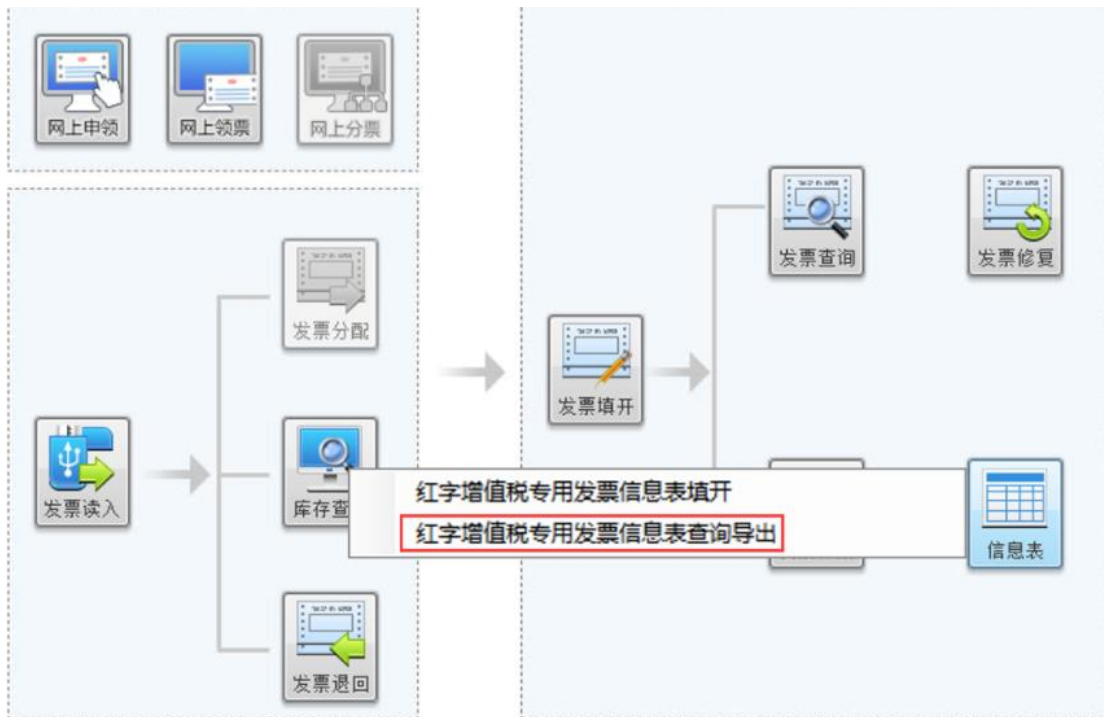 网上申领
网上领票
网上分票
发票分配
发票读入
库存查
发票退回
发票填开
发票查询
发票修复
红字增值税专用发票信息表填开
红字增值税专用发票信息表查询导出
信息表